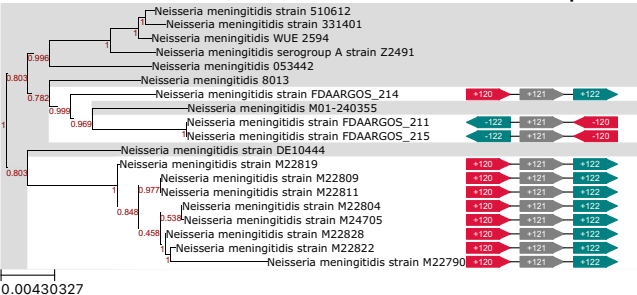 Neisseria meningitidis strain 510612
1
Neisseria meningitidis strain 331401
1
Neisseria meningitidis WUE 2594
Neisseria meningitidis serogroup A strain Z2491
0.996
Neisseria meningitidis 053442
0.803
Neisseria meningitidis 8013
0.782
Neisseria meningitidis strain FDAARGOS_214 +120 +121 +122
0.999
Neisseria meningitidis M01-240355
0.969
Neisseria meningitidis strain FDAARGOS_211 -122 +121 -120
1
1
Neisseria meningitidis strain FDAARGOS_215 -122 +121 -120
Neisseria meningitidis strain DE10444
0.803
Neisseria meningitidis strain M22819 +120 +121 +122
Neisseria meningitidis strain M22809 +120 +121 +122
1
0.977
Neisseria meningitidis strain M22811 +120 +121 +122
Neisseria meningitidis strain M22804 +120 +121 +122
0.848
0.538
Neisseria meningitidis strain M24705 +120 +121 +122
0.458
Neisseria meningitidis strain M22828 +120 +121 +122
Neisseria meningitidis strain M22822 +120 +121 +122
1
1
Neisseria meningitidis strain M22790 +120 +121 +122
0.00430327